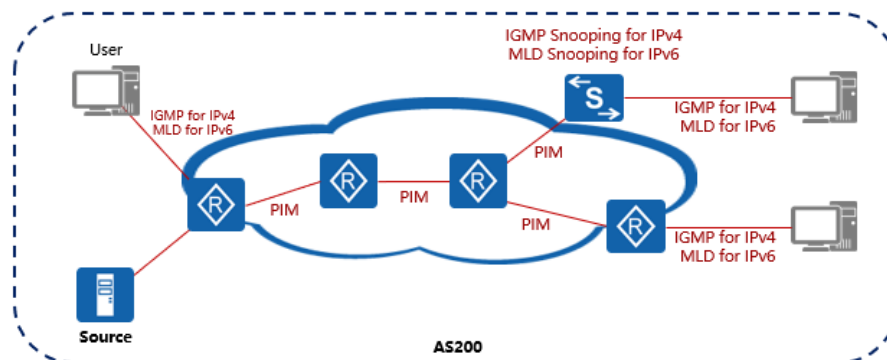 IGMP Snooping for IPv4
MLD Snooping for IPv6
User
S
IGMP for IPv4
MLD for IPv6
IGMP for IPv4
MLD for IPv6
PIM
R
R
R
PIM
PIM
PIM
R
IGMP for IPv4
MLD for IPv6
Source
AS200